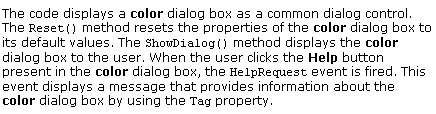 The code displays a color dialog box as a common dialog control.
The Reset() method resets the properties of the color dialog box to
its default values. The ShowDialog() method displays the color
dialog box to the user. When the user clicks the Help button
present in the color dialog box, the HelpRequest event is fired. This
event displays a message that provides information about the
color dialog box by using the Tag property.